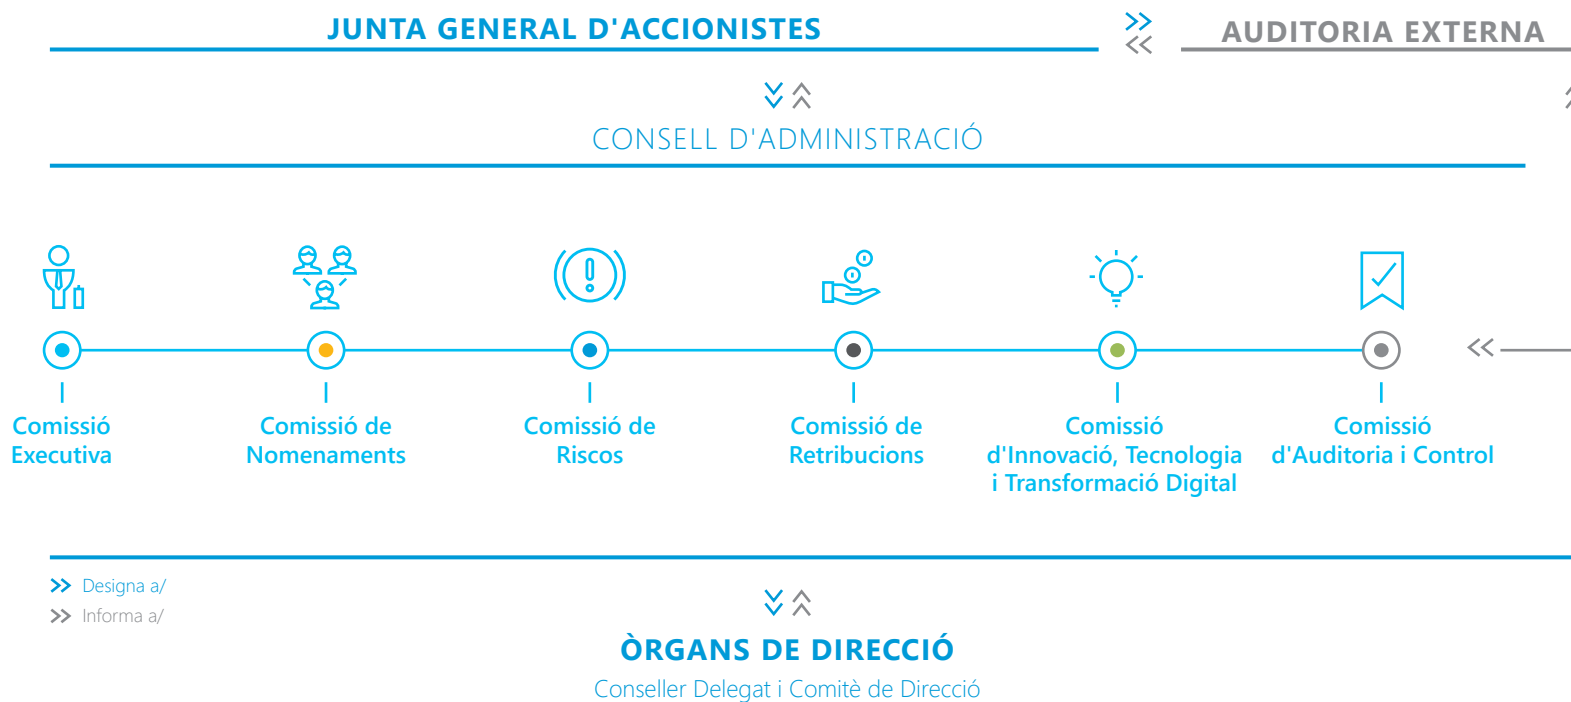 JUNTA GENERAL D'ACCIONISTES
AUDITORIA EXTERNA
CONSELL D'ADMINISTRACIÓ
Comissió
Executiva
Comissió de
Nomenaments
Comissió de
Riscos
Comissió de
Retribucions
Comissió
d'Innovació, Tecnologia
i Transformació Digital
Comissió
d'Auditoria i Control
Designa a/
Informa a/
ÒRGANS DE DIRECCIÓ
Conseller Delegat i Comitè de Direcció